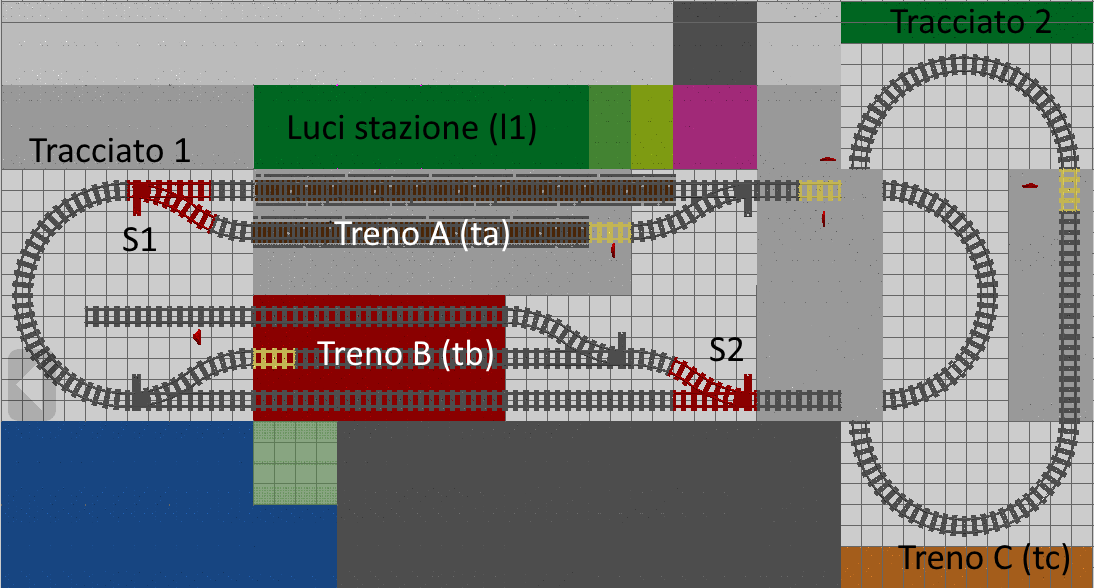 Tracciato 2
Luci stazione (l1)
Tracciato 1
Treno A (ta)
S1
Treno B (tb)
S2
Treno C (tc)